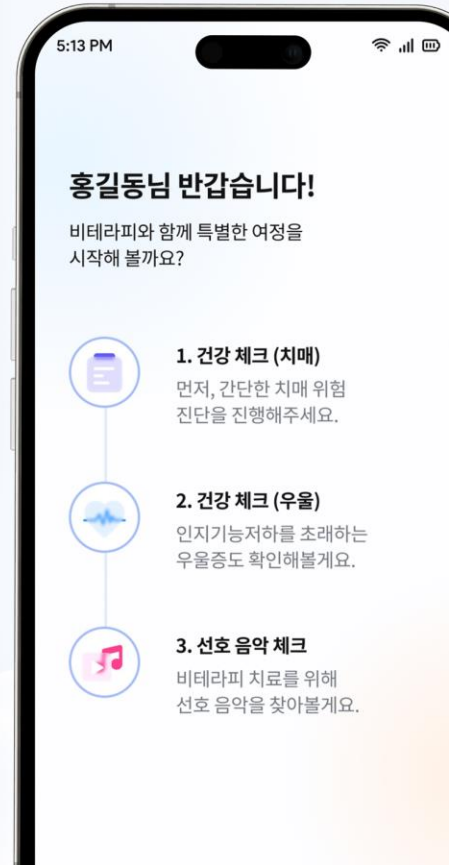 5:13 PM
홍길동님 반갑습니다!
비테라피와 함께 특별한 여정을
시작해 볼까요?
1. 건강 체크 (치매)
먼저, 간단한 치매 위험
진단을 진행해주세요.
2. 건강 체크 (우울)
인지기능저하를 초래하는
우울증도 확인해볼게요.
3. 선호 음악 체크
비테라피 치료를 위해
선호 음악을 찾아볼게요.